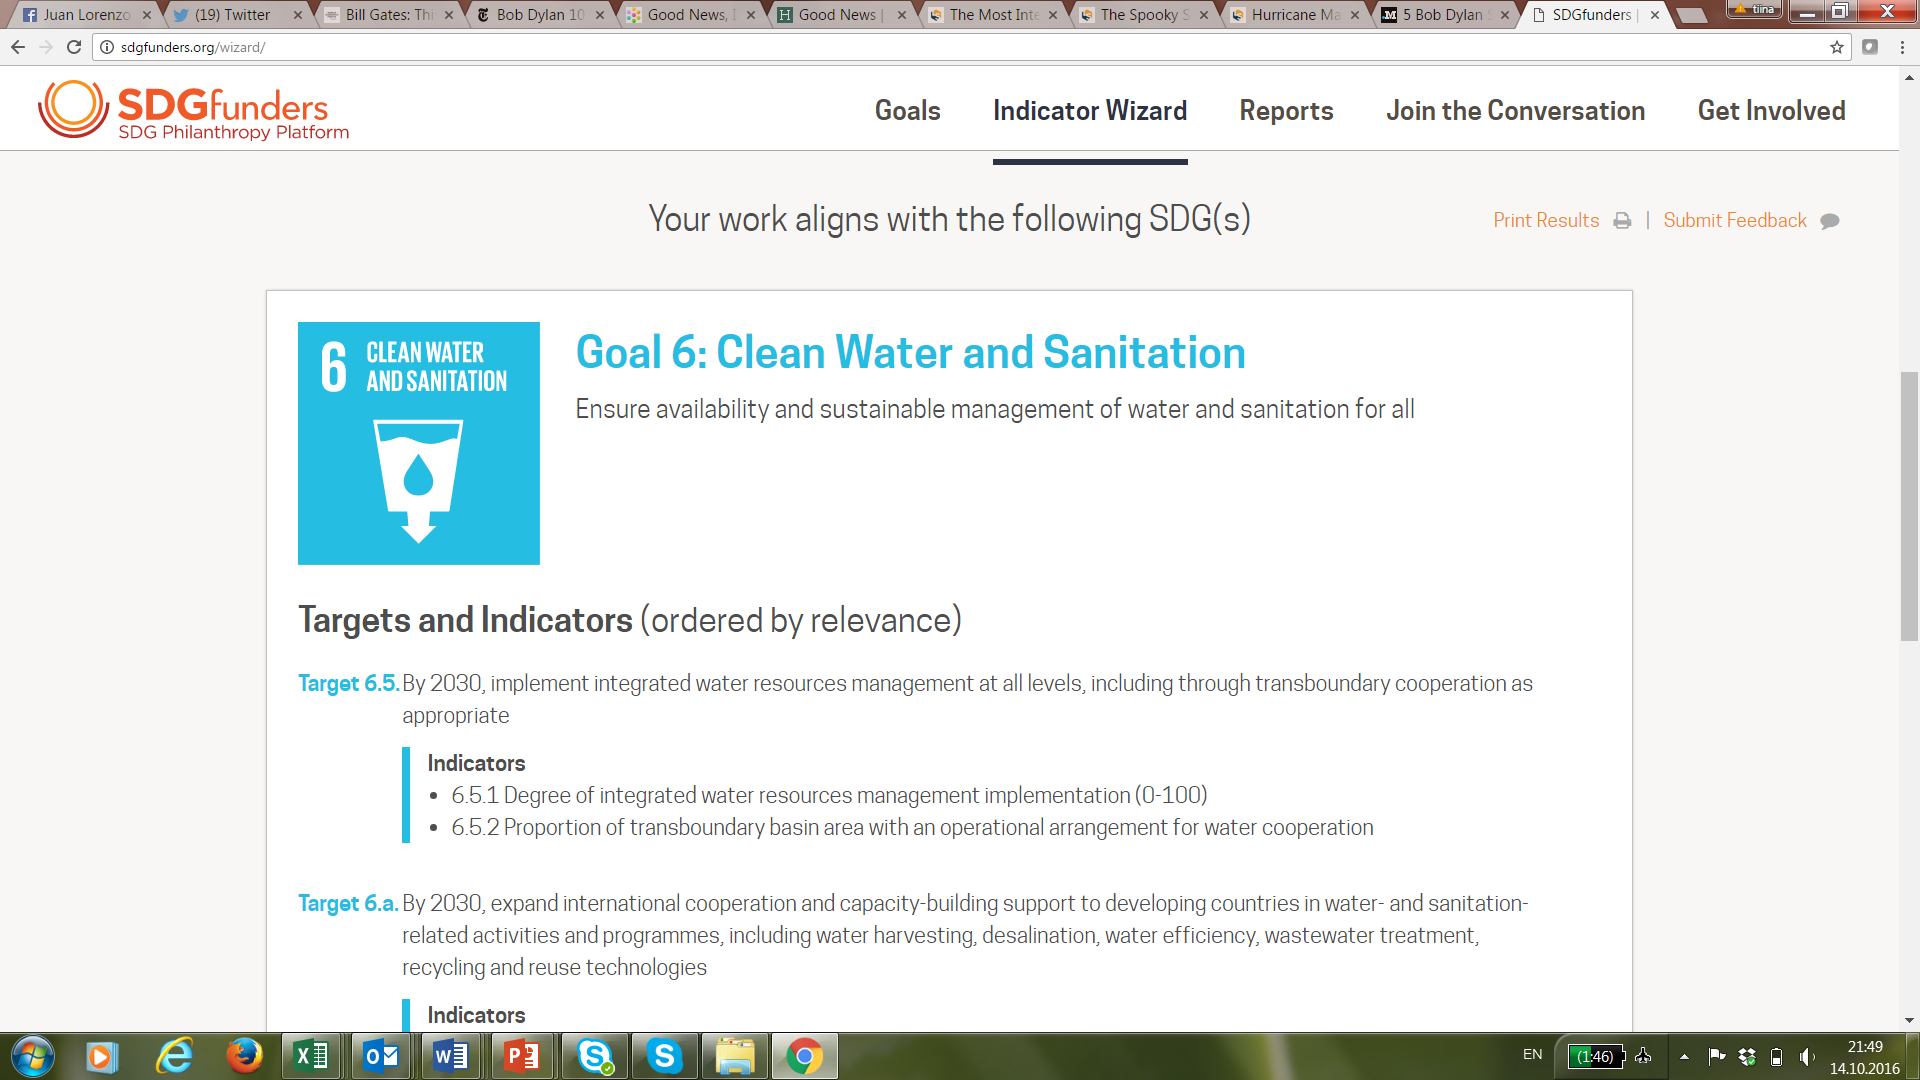 Juan Lorenzo
(19) Twitter
Bill Gates: Thi
Bob Dylan 10
Good News, I
Good News |
The Most Inte
The Spooky S
Hurricane Ma
5 Bob Dylan S
SDGfunders |
tiina
sdgfunders.org/wizard/
SDGfunders
SDG Philanthropy Platform
Goals
Indicator Wizard
Reports
Join the Conversation
Get Involved
Your work aligns with the following SDG(s)
Print Results | Submit Feedback
6 CLEAN WATER
AND SANITATION
Goal 6: Clean Water and Sanitation
Ensure availability and sustainable management of water and sanitation for all
Targets and Indicators (ordered by relevance)
Target 6.5. By 2030, implement integrated water resources management at all levels, including through transboundary cooperation as
appropriate
Indicators
• 6.5.1 Degree of integrated water resources management implementation (0-100)
• 6.5.2 Proportion of transboundary basin area with an operational arrangement for water cooperation
Target 6.a. By 2030, expand international cooperation and capacity-building support to developing countries in water- and sanitation-
related activities and programmes, including water harvesting, desalination, water efficiency, wastewater treatment,
recycling and reuse technologies
Indicators
EN
(1:46)
21:49
14.10.2016